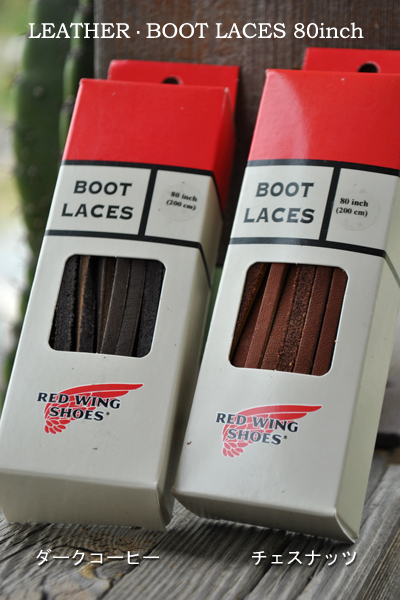 LEATHER · BOOT LACES 80inch
BOOT
LACES
80 inch
(200 cm)
RED WING
SHOES®
BOOT
LACES
80 inch
(200 cm)
RED WING
SHOES®
ダークコーヒー
チェスナッツ